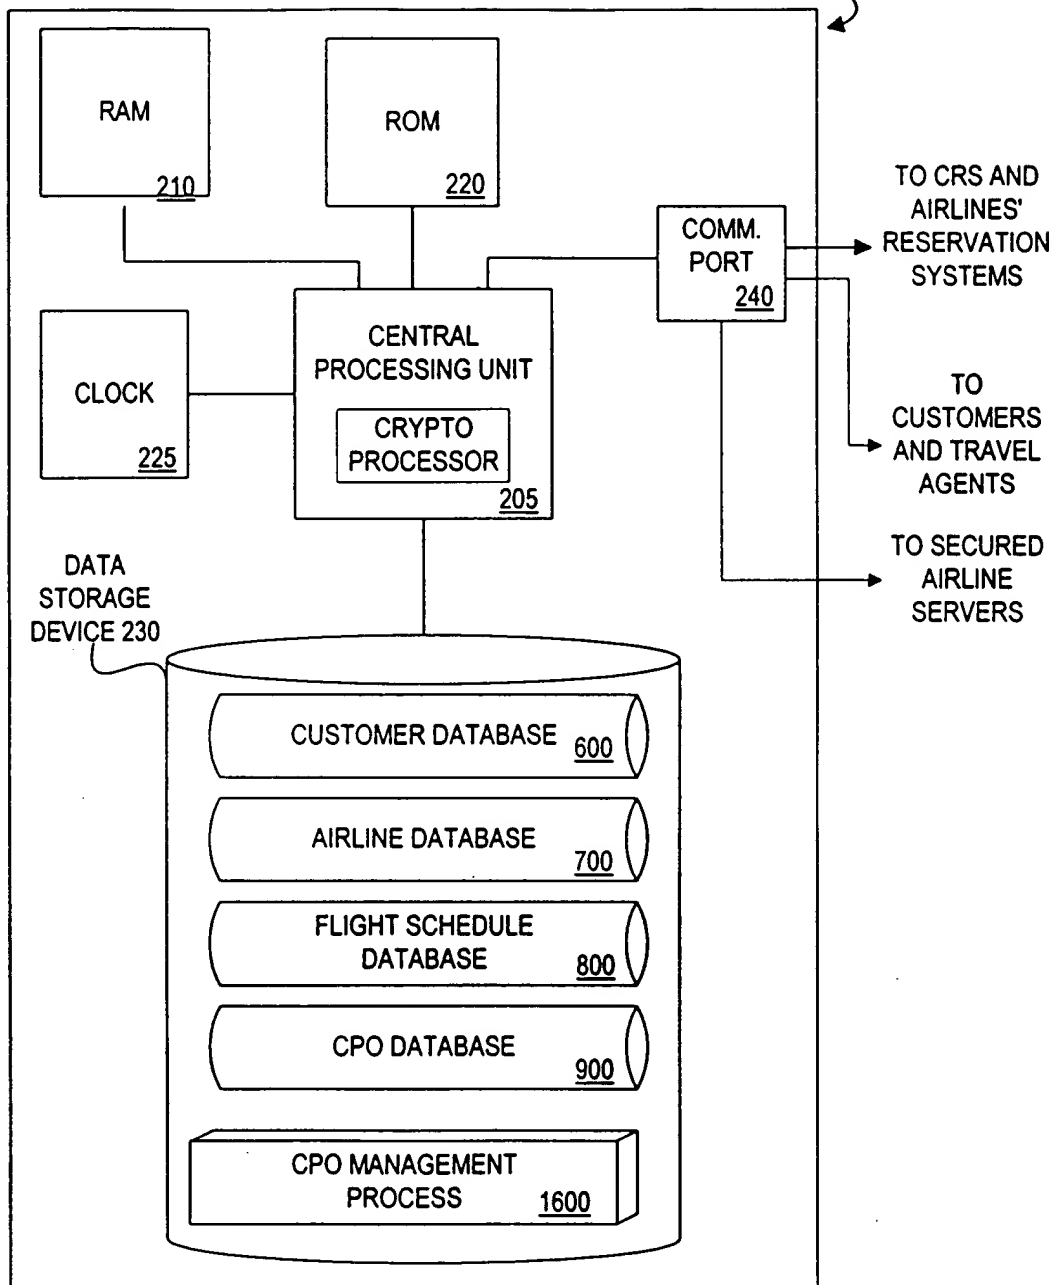 RAM
210
ROM
220
COMM.
PORT
240
TO CRS AND
AIRLINES'
RESERVATION
SYSTEMS
CLOCK
225
CENTRAL
PROCESSING UNIT
CRYPTO
PROCESSOR
205
TO
CUSTOMERS
AND TRAVEL
AGENTS
TO SECURED
AIRLINE
SERVERS
DATA
STORAGE
DEVICE 230
CUSTOMER DATABASE
600
AIRLINE DATABASE
700
FLIGHT SCHEDULE
DATABASE
800
CPO DATABASE
900
CPO MANAGEMENT
PROCESS
1600